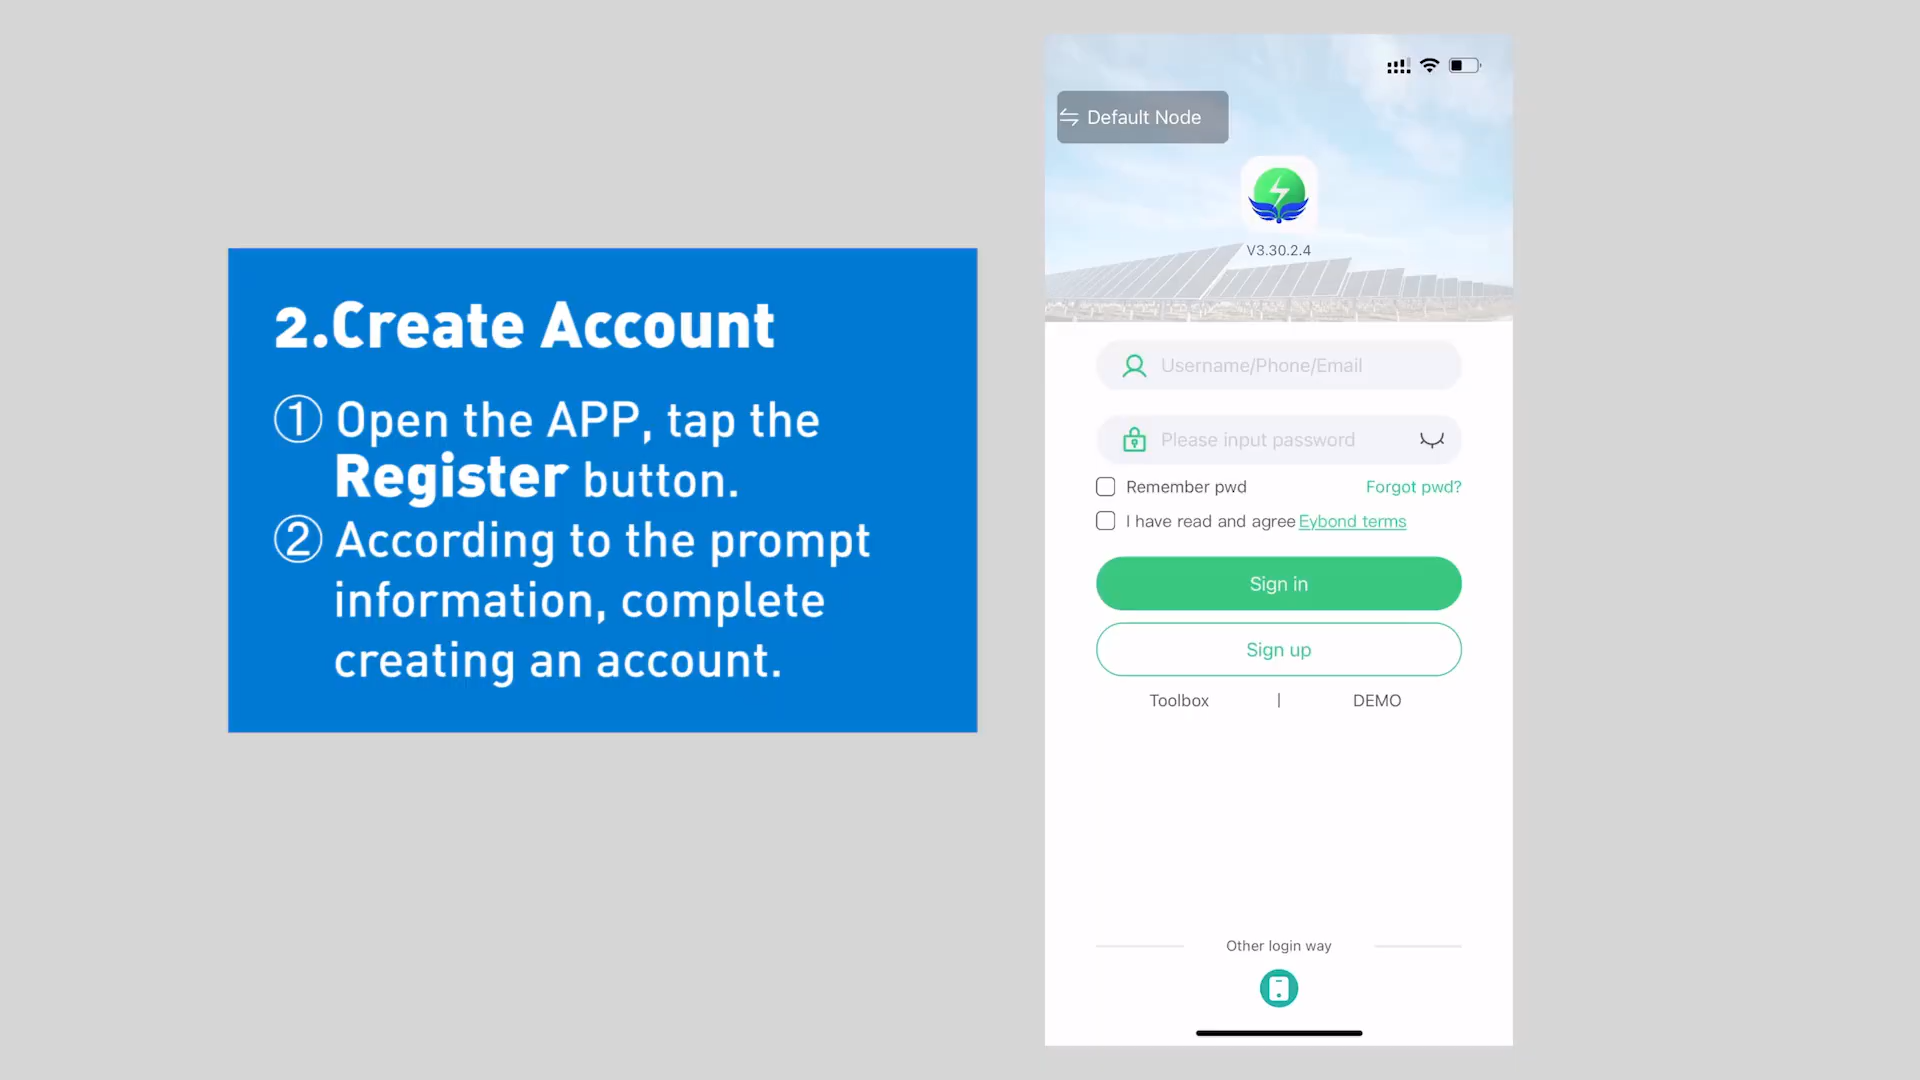 2.Create Account
① Open the APP, tap the
Register button.
② According to the prompt
information, complete
creating an account.
Default Node
V3.30.2.4
Username/Phone/Email
Please input password
Remember pwd Forgot pwd?
I have read and agree Eybond terms
Sign in
Sign up
Toolbox | DEMO
Other login way